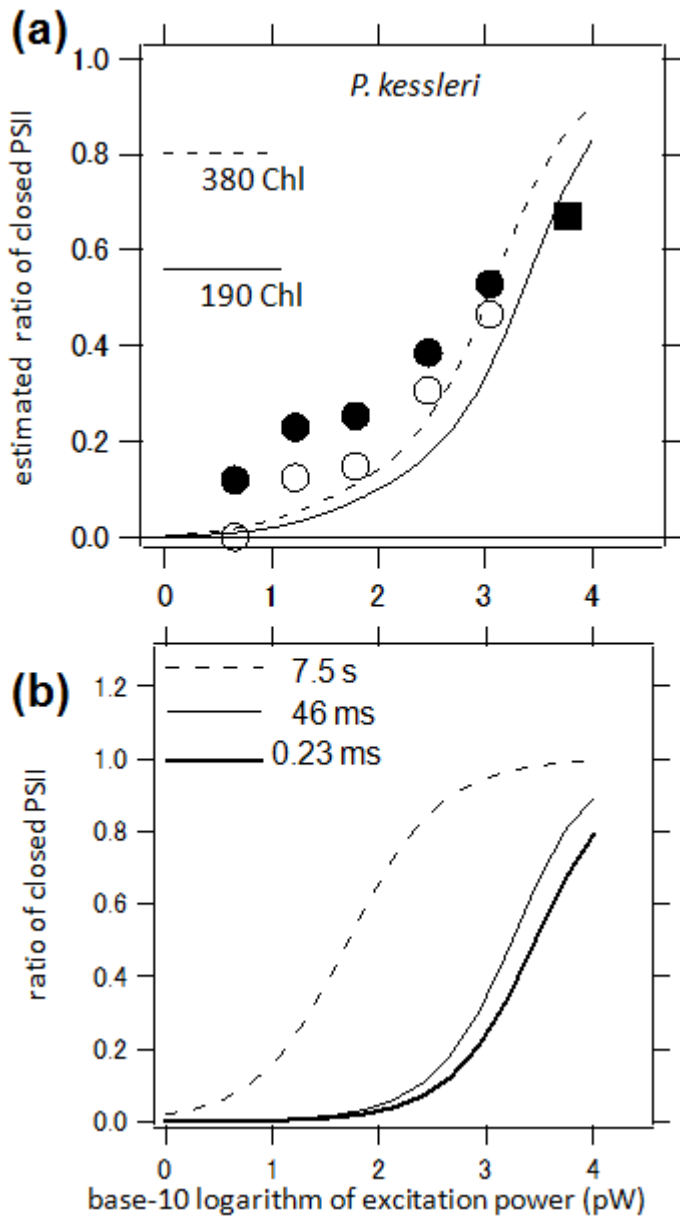 (a)
P. kessleri
1.0
0.8
0.6
0.4
0.2
0.0
380 Chl
190 Chl
estimated ratio of closed PSII
0 1 2 3 4
(b)
7.5 s
46 ms
0.23 ms
1.2
1.0
0.8
0.6
0.4
0.2
0.0
ratio of closed PSII
0 1 2 3 4
base-10 logarithm of excitation power (pW)